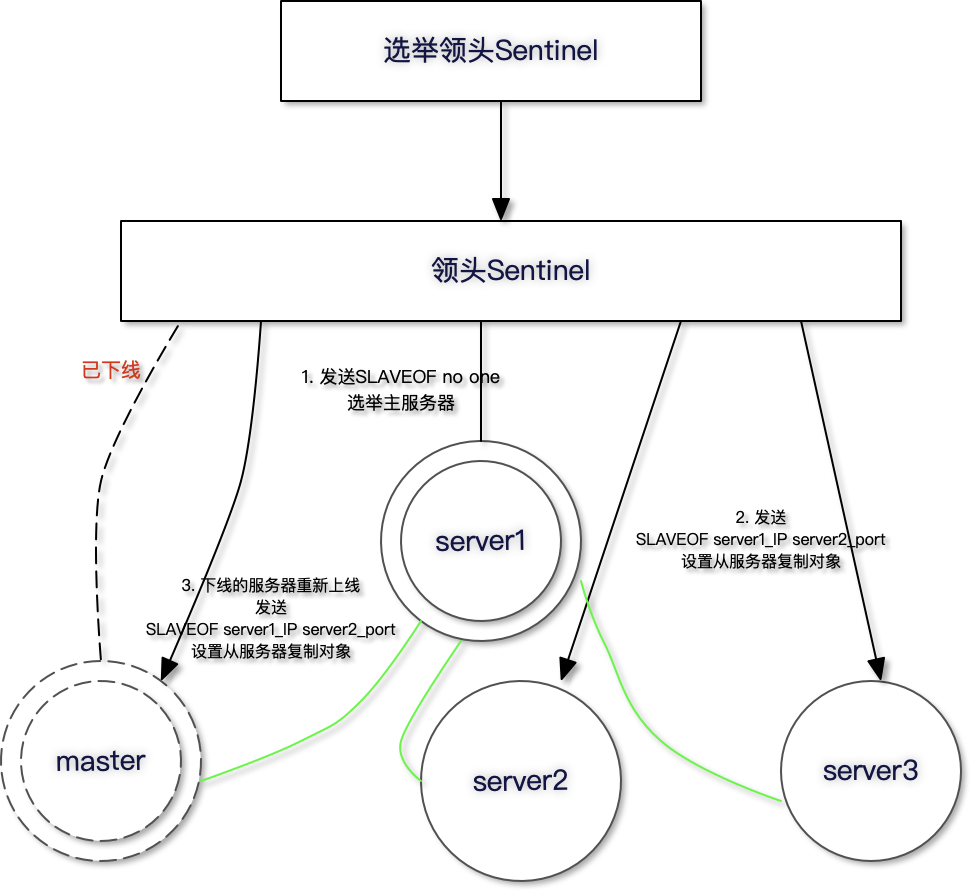 选举领头Sentinel
领头Sentinel
已下线
1. 发送SLAVEOF no one
选举主服务器
server1
2. 发送
SLAVEOF server1_IP server2_port
设置从服务器复制对象
3. 下线的服务器重新上线
发送
SLAVEOF server1_IP server2_port
设置从服务器复制对象
master
server2
server3